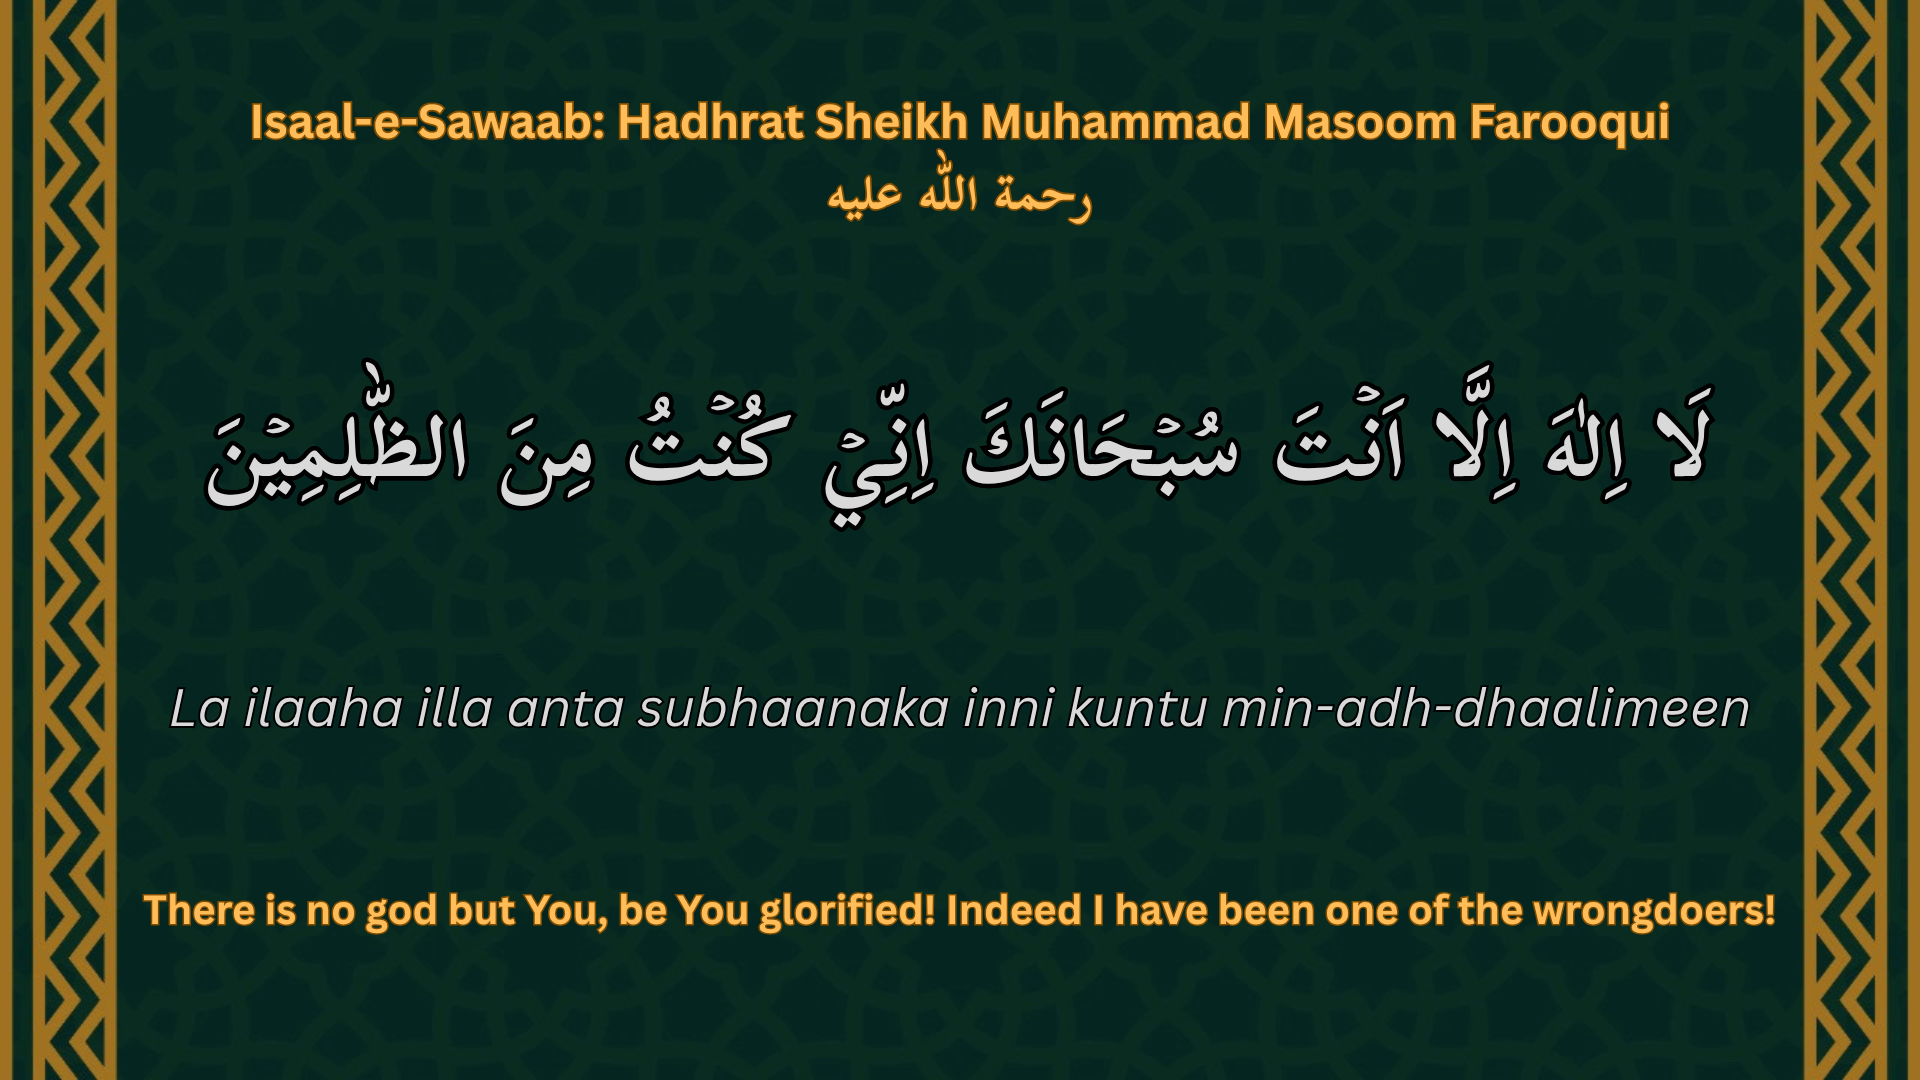 Isaal-e-Sawaab: Hadhrat Sheikh Muhammad Masoom Farooqui
رحمة اللّٰه عليه
لَا اِلٰهَ اِلَّا اَنۡتَ سُبۡحَانَكَ اِنِّيۡ كُنۡتُ مِنَ الظّٰلِمِيۡنَ
La ilaaha illa anta subhaanaka inni kuntu min-adh-dhaalimeen
There is no god but You, be You glorified! Indeed I have been one of the wrongdoers!